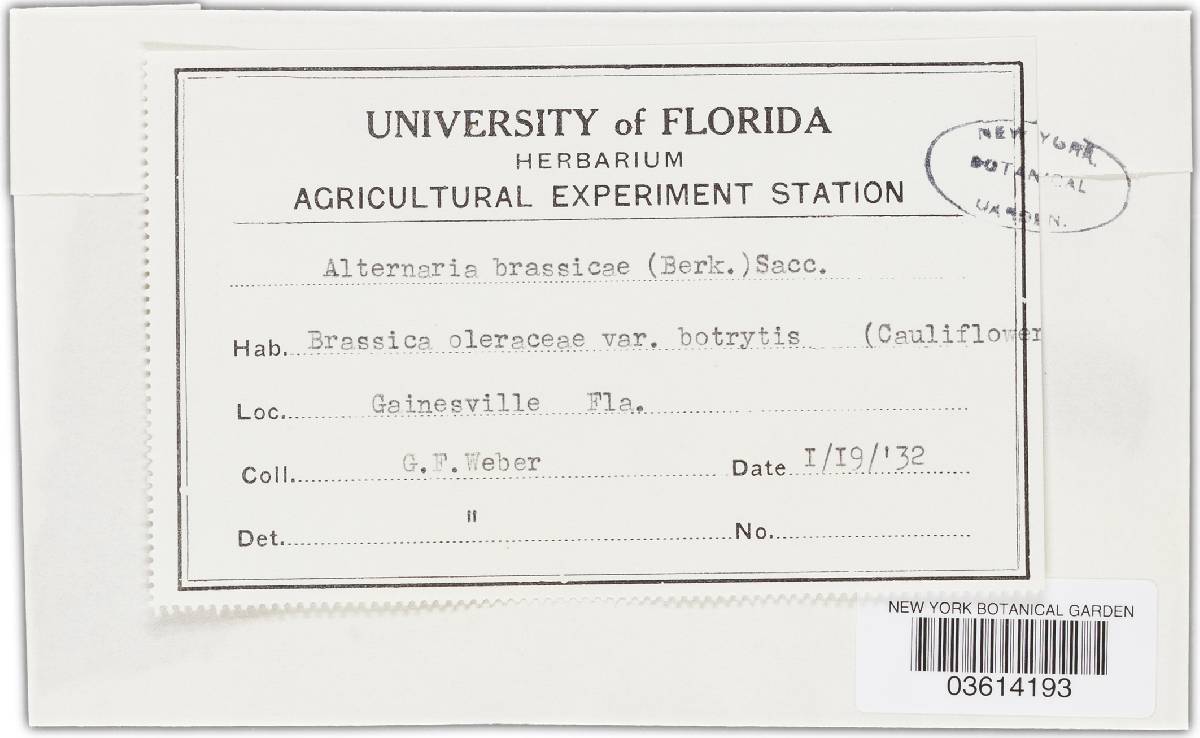 UNIVERSITY of FLORIDA
HERBARIUM
AGRICULTURAL EXPERIMENT STATION
NEW YORK
BOTANICAL
GARDEN.
Alternaria brassicae (Berk.)Sacc.
Hab. Brassica oleraceae var. botrytis (Cauliflower
Loc. Gainesville Fla.
Coll. G.F.Weber Date I/I9/'32
Det. " No.
NEW YORK BOTANICAL GARDEN
03614193